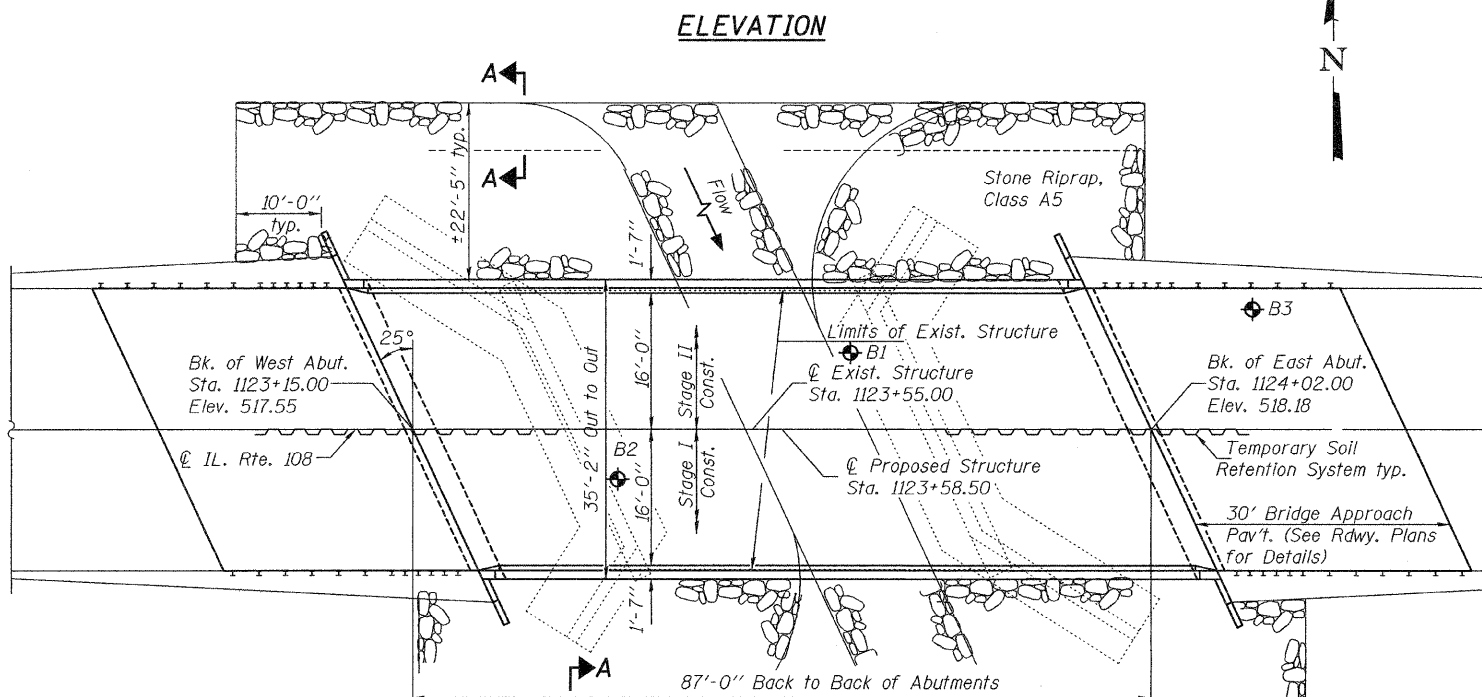 ELEVATION
N
A
A
±22'-5" typ.
10'-0"
typ.
Flow
Stone Riprap,
Class A5
1'-7"
25°
Limits of Exist. Structure
B1
B3
Bk. of West Abut.
Sta. 1123+15.00
Elev. 517.55
16'-0"
Stage II
Const.
℄ Exist. Structure
Sta. 1123+55.00
Bk. of East Abut.
Sta. 1124+02.00
Elev. 518.18
℄ IL. Rte. 108
B2
35'-2" Out to Out
16'-0"
Stage I
Const.
℄ Proposed Structure
Sta. 1123+58.50
Temporary Soil
Retention System typ.
30' Bridge Approach
Pav't. (See Rdwy. Plans
for Details)
1'-7"
A
87'-0" Back to Back of Abutments